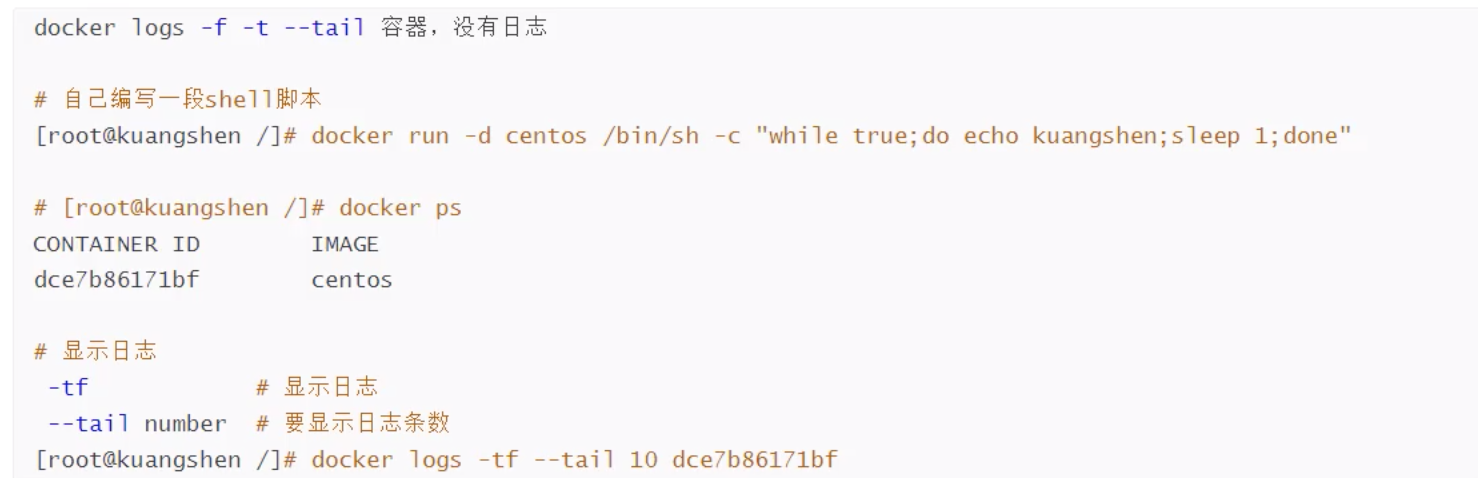 docker logs -f -t --tail 容器，没有日志
# 自己编写一段shell脚本
[root@kuangshen /]# docker run -d centos /bin/sh -c "while true;do echo kuangshen;sleep 1;done"
# [root@kuangshen /]# docker ps
CONTAINER ID        IMAGE
dce7b86171bf        centos
# 显示日志
-tf             # 显示日志
--tail number  # 要显示日志条数
[root@kuangshen /]# docker logs -tf --tail 10 dce7b86171bf